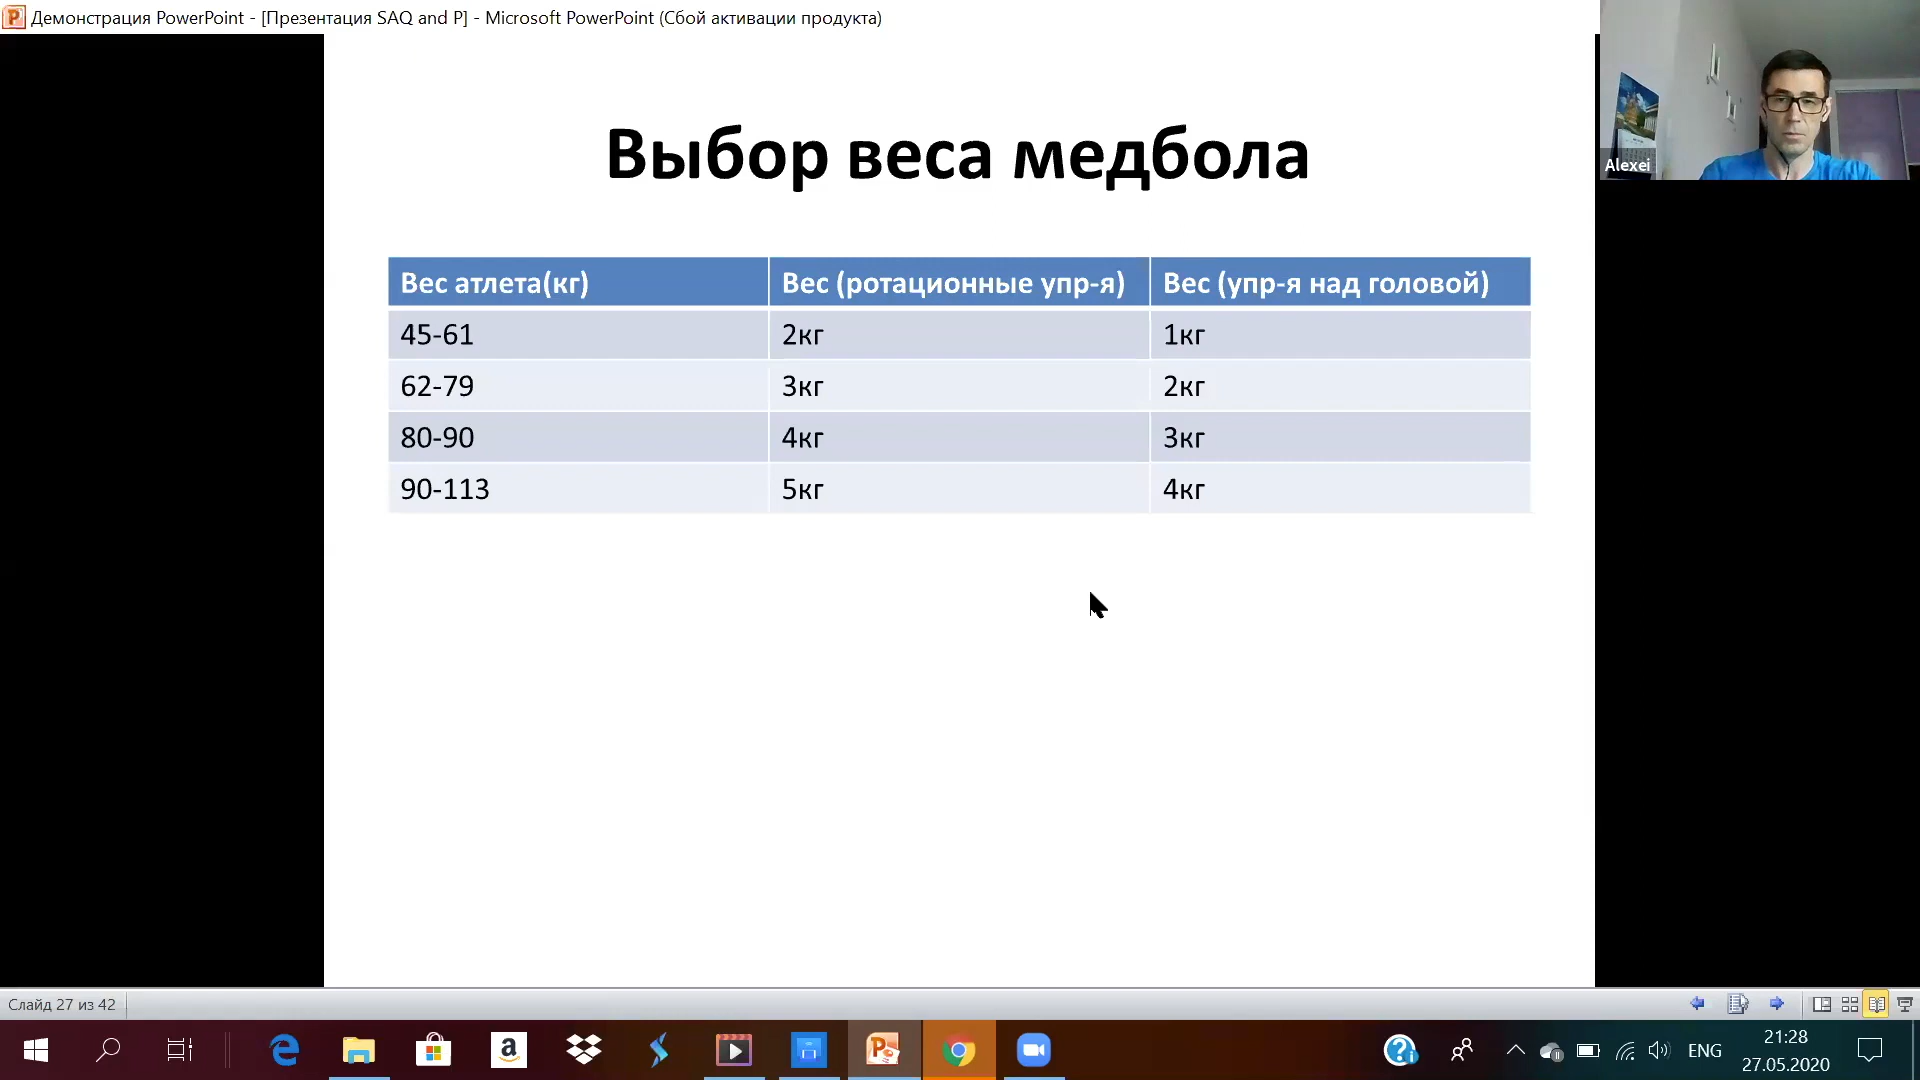 Демонстрация PowerPoint - [Презентация SAQ and P] - Microsoft PowerPoint (Сбой активации продукта)
Alexei
Выбор веса медбола
Вес атлета(кг) Вес (ротационные упр-я) Вес (упр-я над головой)
45-61 2кг 1кг
62-79 3кг 2кг
80-90 4кг 3кг
90-113 5кг 4кг
Слайд 27 из 42
ENG
21:28
27.05.2020